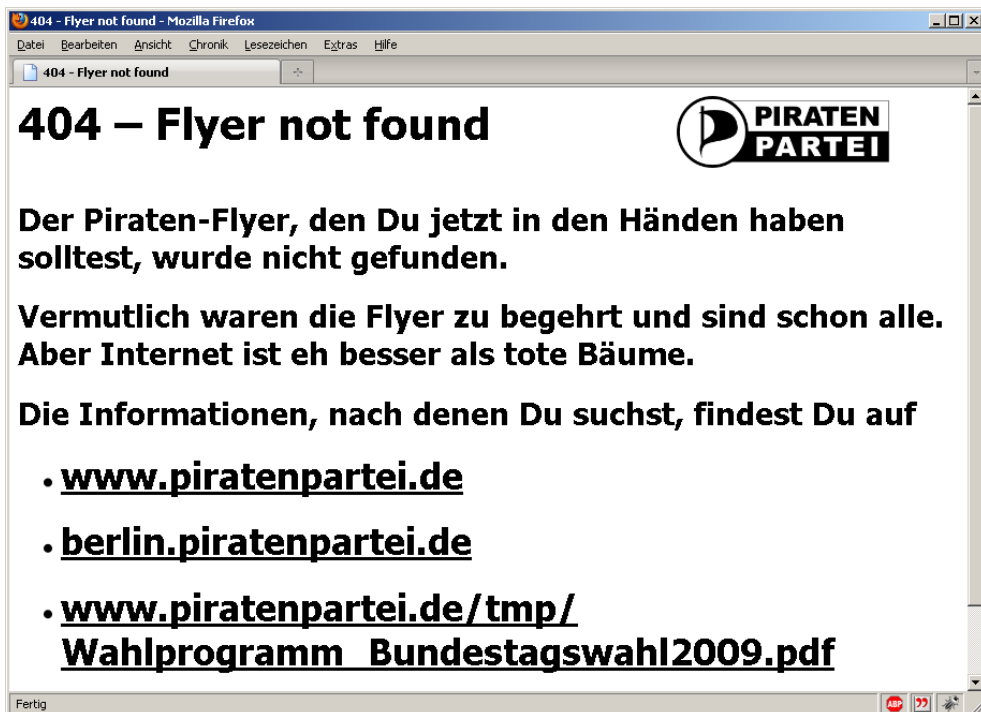 404 - Flyer not found - Mozilla Firefox
Datei Bearbeiten Ansicht Chronik Lesezeichen Extras Hilfe
404 - Flyer not found
404 – Flyer not found
PIRATEN
PARTEI
Der Piraten-Flyer, den Du jetzt in den Händen haben
solltest, wurde nicht gefunden.
Vermutlich waren die Flyer zu begehrt und sind schon alle.
Aber Internet ist eh besser als tote Bäume.
Die Informationen, nach denen Du suchst, findest Du auf
• www.piratenpartei.de
• berlin.piratenpartei.de
• www.piratenpartei.de/tmp/
Wahlprogramm_Bundestagswahl2009.pdf
Fertig
ABP